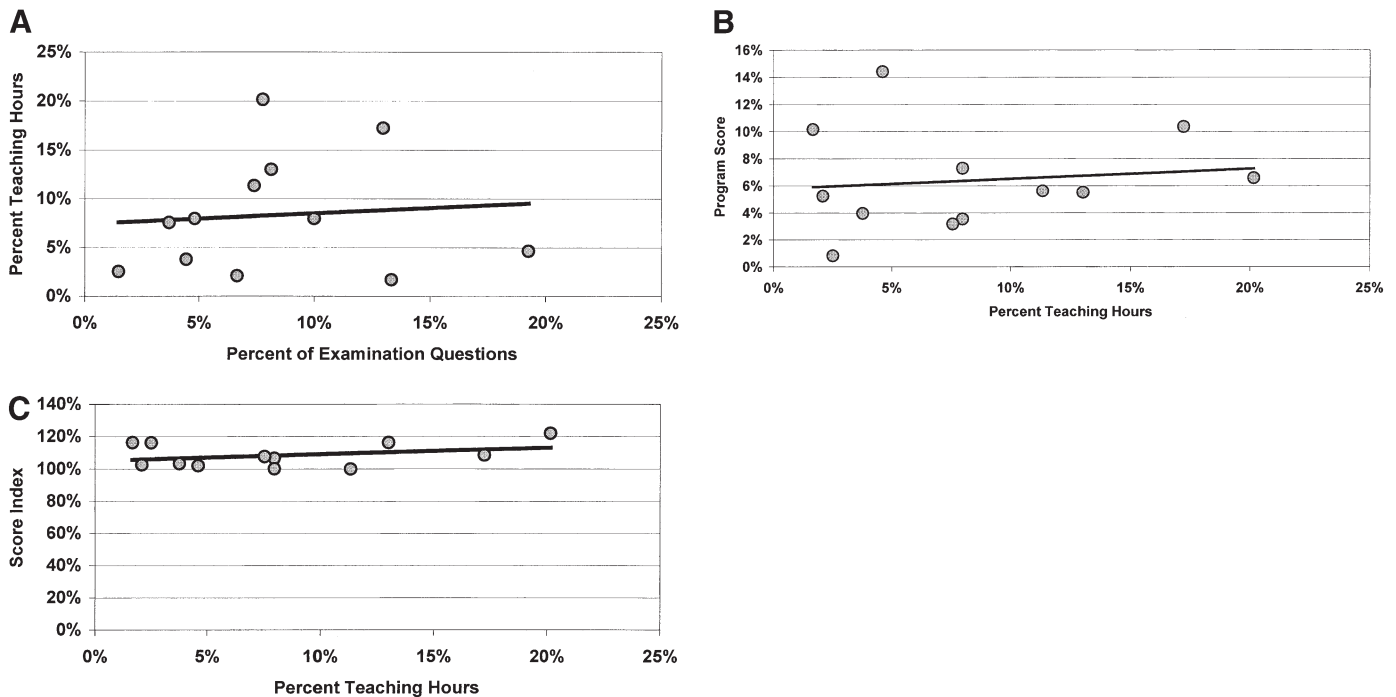 A
25%
20%
15%
10%
5%
0%
Percent Teaching Hours
0% 5% 10% 15% 20% 25%
Percent of Examination Questions
B
16%
14%
12%
10%
8%
6%
4%
2%
0%
Program Score
0% 5% 10% 15% 20% 25%
Percent Teaching Hours
C
140%
120%
100%
80%
60%
40%
20%
0%
Score Index
0% 5% 10% 15% 20% 25%
Percent Teaching Hours